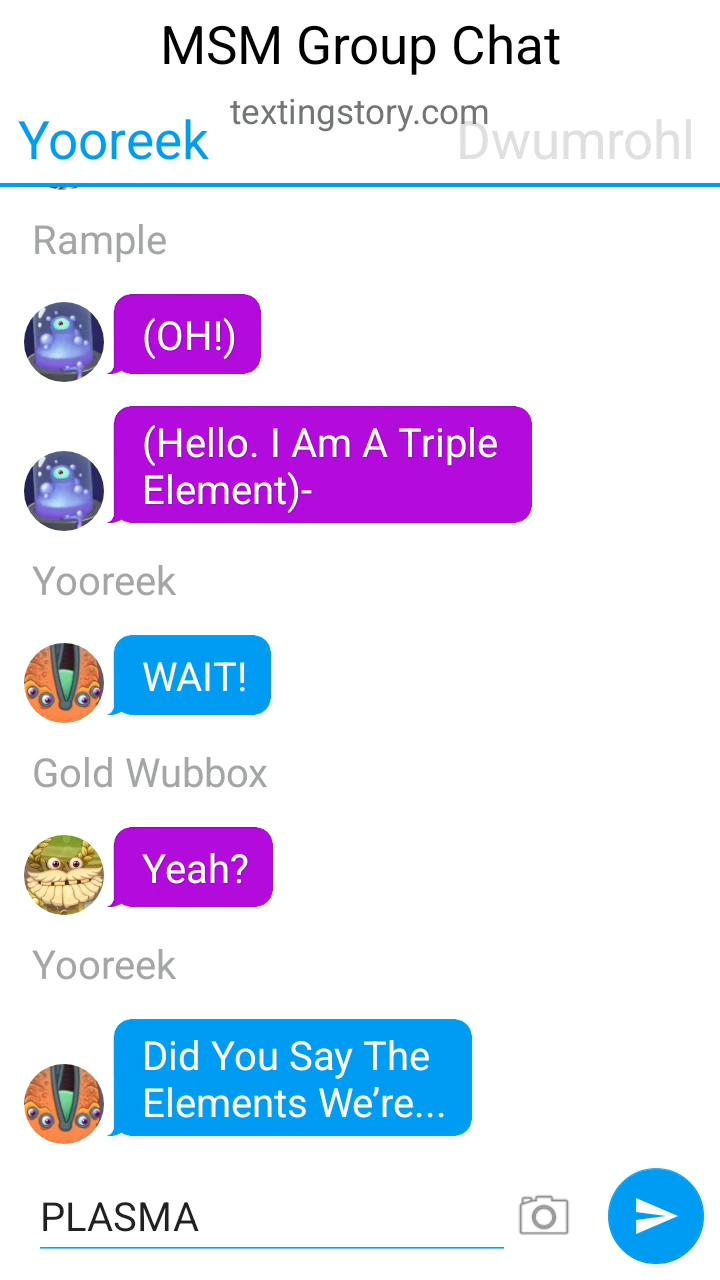 MSM Group Chat
textingstory.com
Yooreek
Dwumrohl
Rample
(OH!)
(Hello. I Am A Triple
Element)-
Yooreek
WAIT!
Gold Wubbox
Yeah?
Yooreek
Did You Say The
Elements We’re...
PLASMA